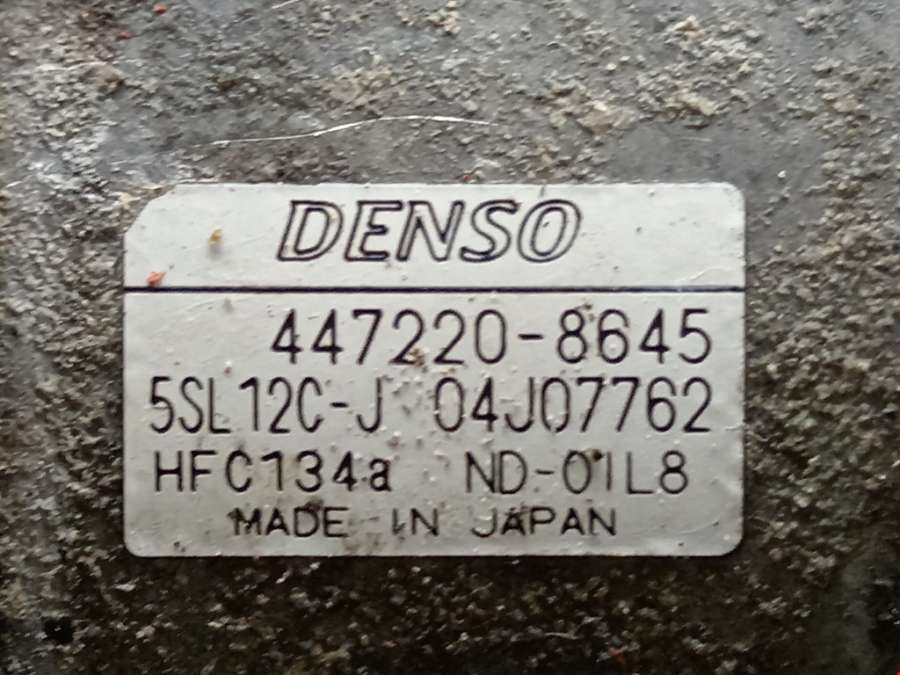 DENSO
447220-8645
5SL12C-J 04J07762
HFC134a ND-OIL8
MADE IN JAPAN